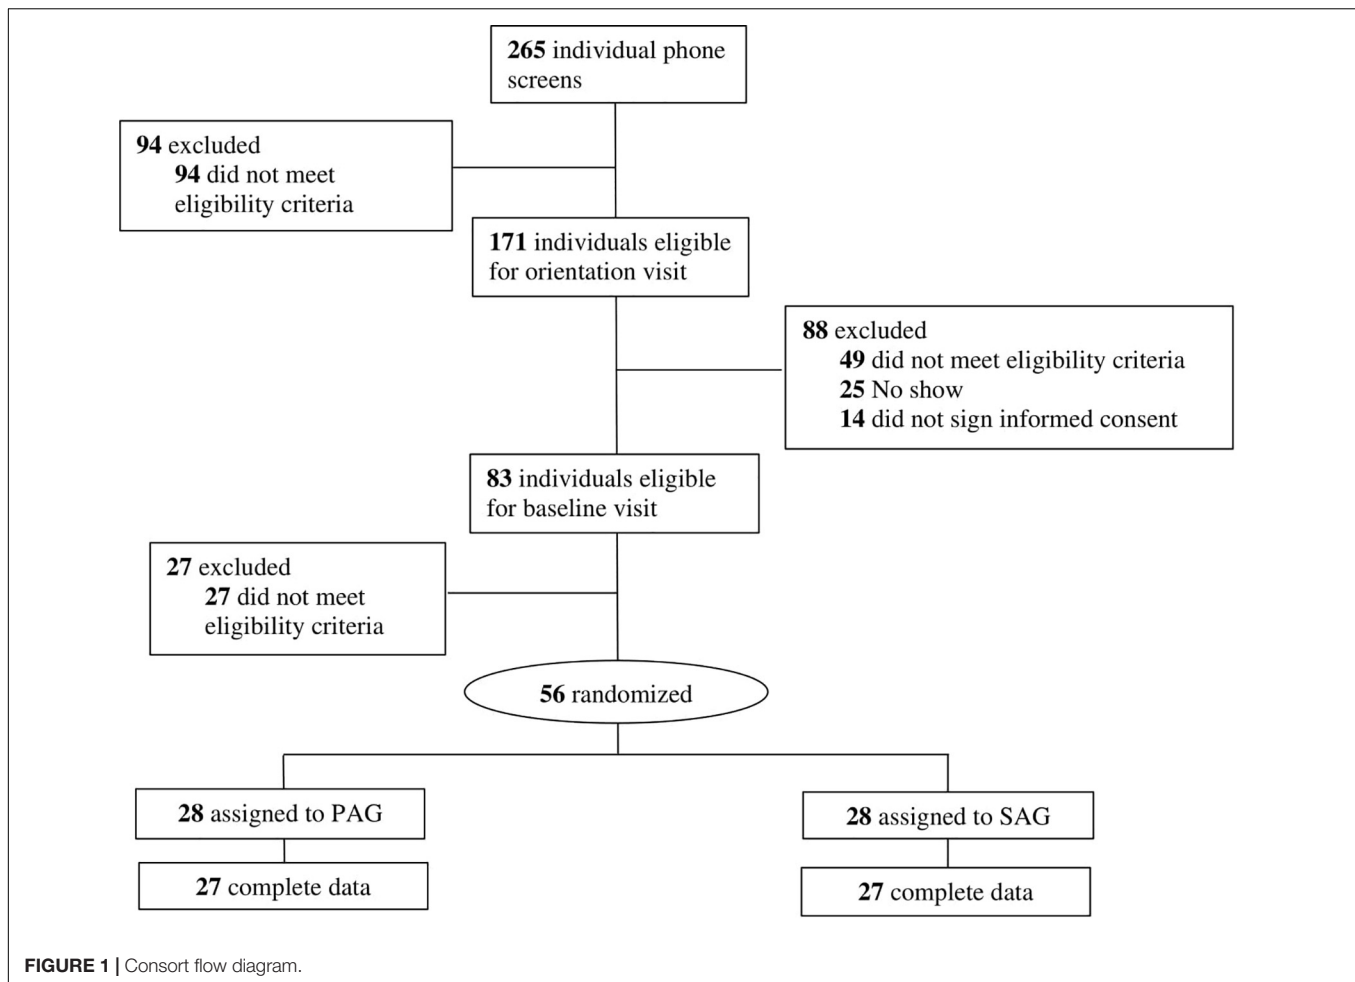 265 individual phone
screens
94 excluded
94 did not meet
eligibility criteria
171 individuals eligible
for orientation visit
88 excluded
49 did not meet eligibility criteria
25 No show
14 did not sign informed consent
83 individuals eligible
for baseline visit
27 excluded
27 did not meet
eligibility criteria
56 randomized
28 assigned to PAG
28 assigned to SAG
27 complete data
27 complete data
FIGURE 1 | Consort flow diagram.